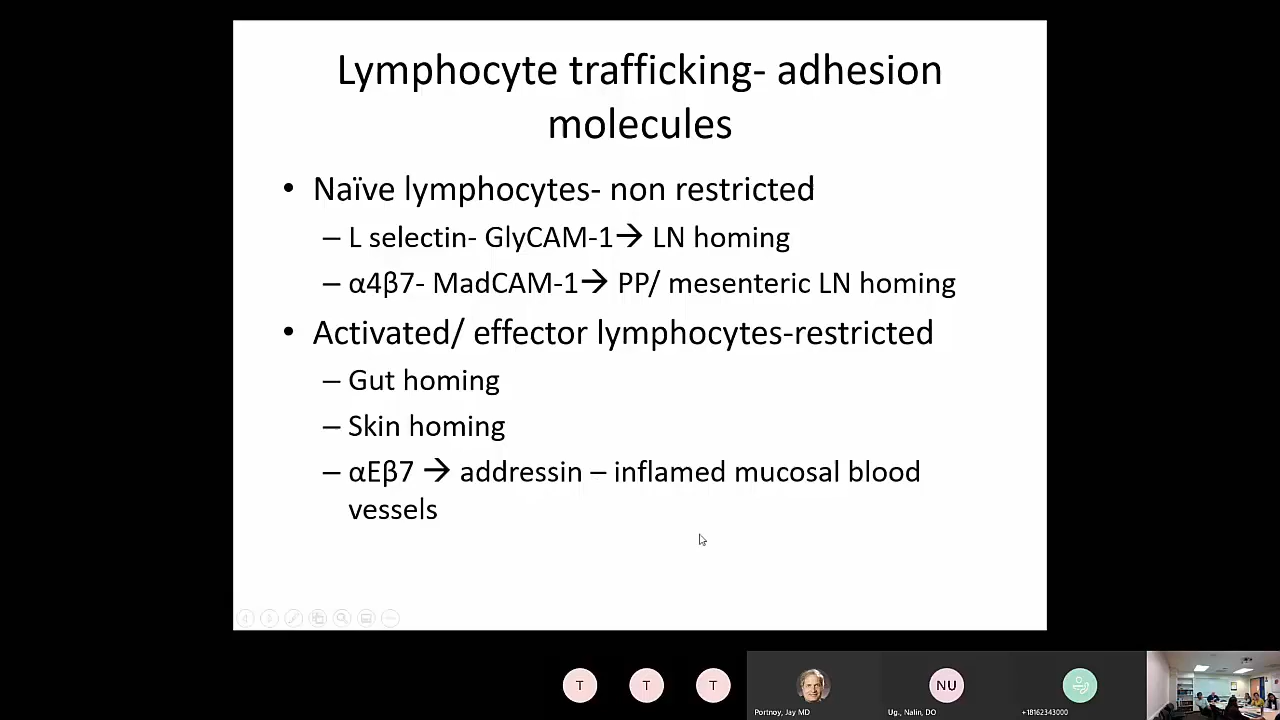 Lymphocyte trafficking- adhesion
molecules
• Naïve lymphocytes- non restricted
– L selectin- GlyCAM-1→ LN homing
– α4β7- MadCAM-1→ PP/ mesenteric LN homing
• Activated/ effector lymphocytes-restricted
– Gut homing
– Skin homing
– αEβ7 → addressin – inflamed mucosal blood
vessels
T
T
T
NU
Portnoy, Jay MD
Ug., Nalin, DO
+18162343000